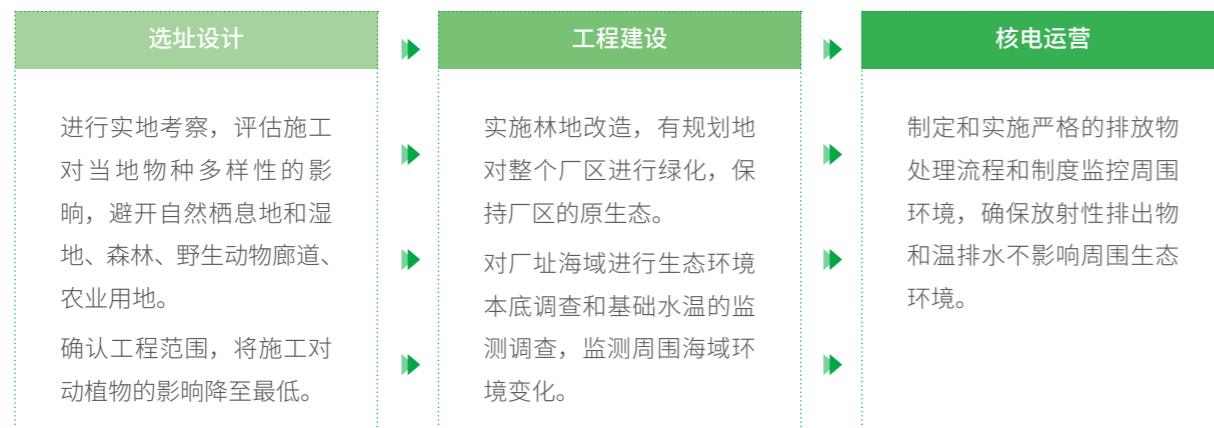 选址设计
进行实地考察，评估施工
对当地物种多样性的影
响，避开自然栖息地和湿
地、森林、野生动物廊道、
农业用地。
确认工程范围，将施工对
动植物的影响降至最低。
工程建设
实施林地改造，有规划地
对整个厂区进行绿化，保
持厂区的原生态。
对厂址海域进行生态环境
本底调查和基础水温的监
测调查，监测周围海域环
境变化。
核电运营
制定和实施严格的排放物
处理流程和制度监控周围
环境，确保放射性排出物
和温排水不影响周围生态
环境。